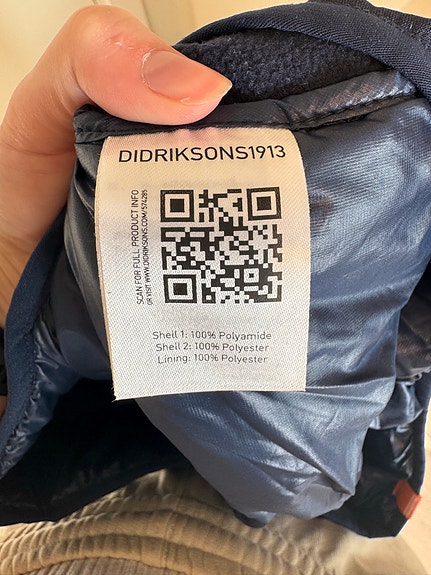 DIDRIKSONS1913
SCAN FOR FULL PRODUCT INFO
OR VISIT WWW.DIDRIKSONS.COM/574285
Shell 1: 100% Polyamide
Shell 2: 100% Polyester
Lining: 100% Polyester